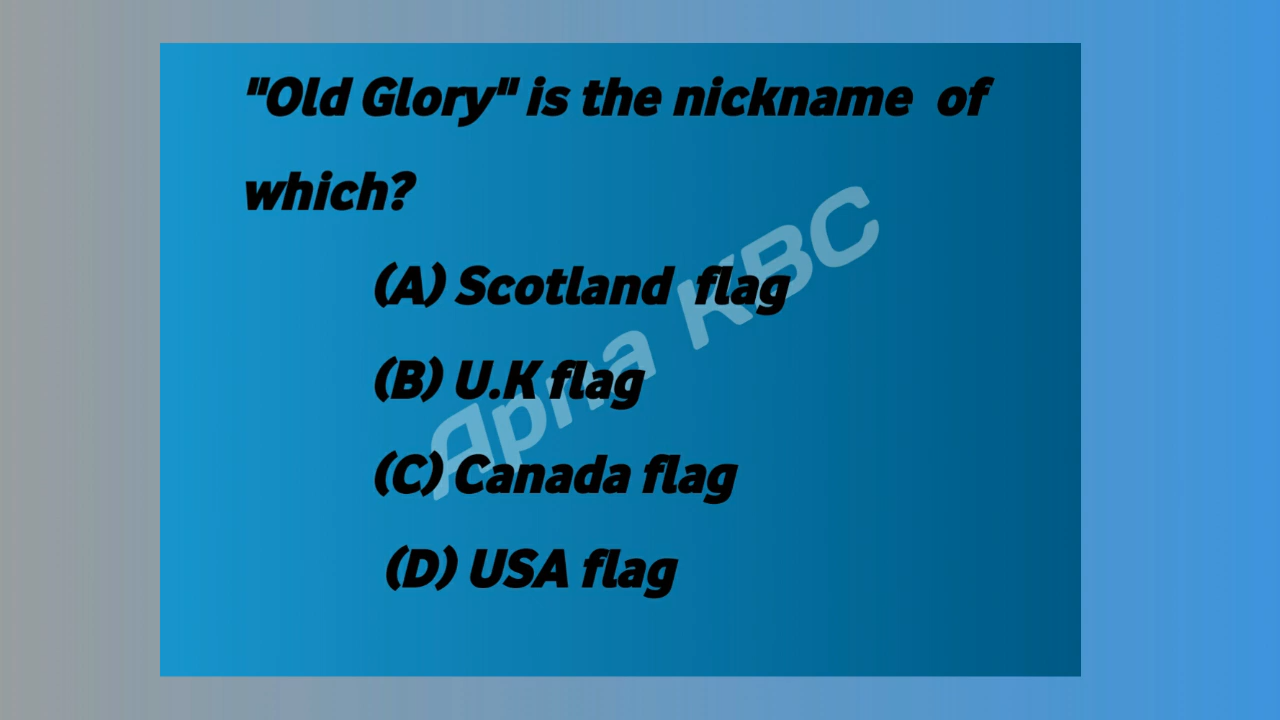 "Old Glory" is the nickname of
which?
(A) Scotland flag
(B) U.K flag
(C) Canada flag
(D) USA flag
Apna KBC